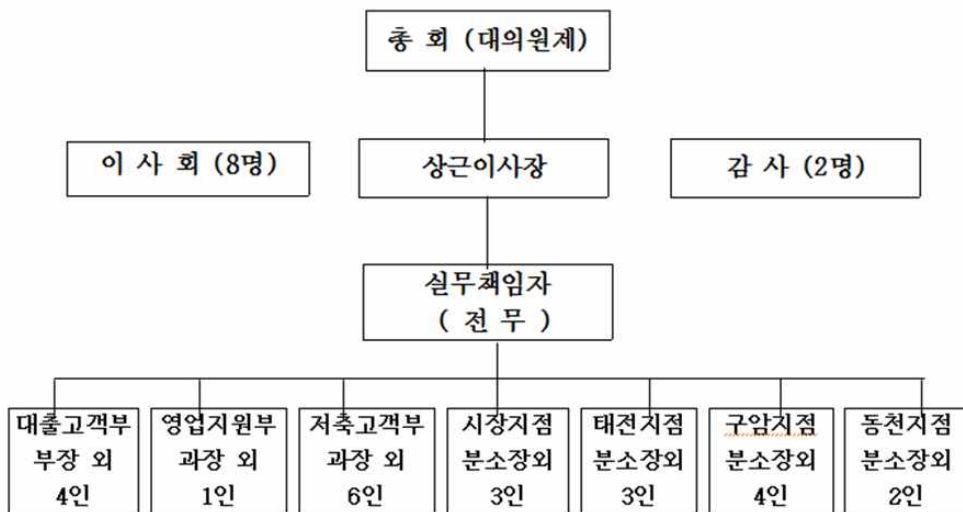 총 회 (대의원제)
이 사 회 (8명)
상근이사장
감 사 (2명)
실무책임자
( 전 무 )
대출고객부
부장 외
4인
영업지원부
과장 외
1인
저축고객부
과장 외
6인
시장지점
분소장외
3인
태전지점
분소장외
3인
구암지점
분소장외
4인
동천지점
분소장외
2인